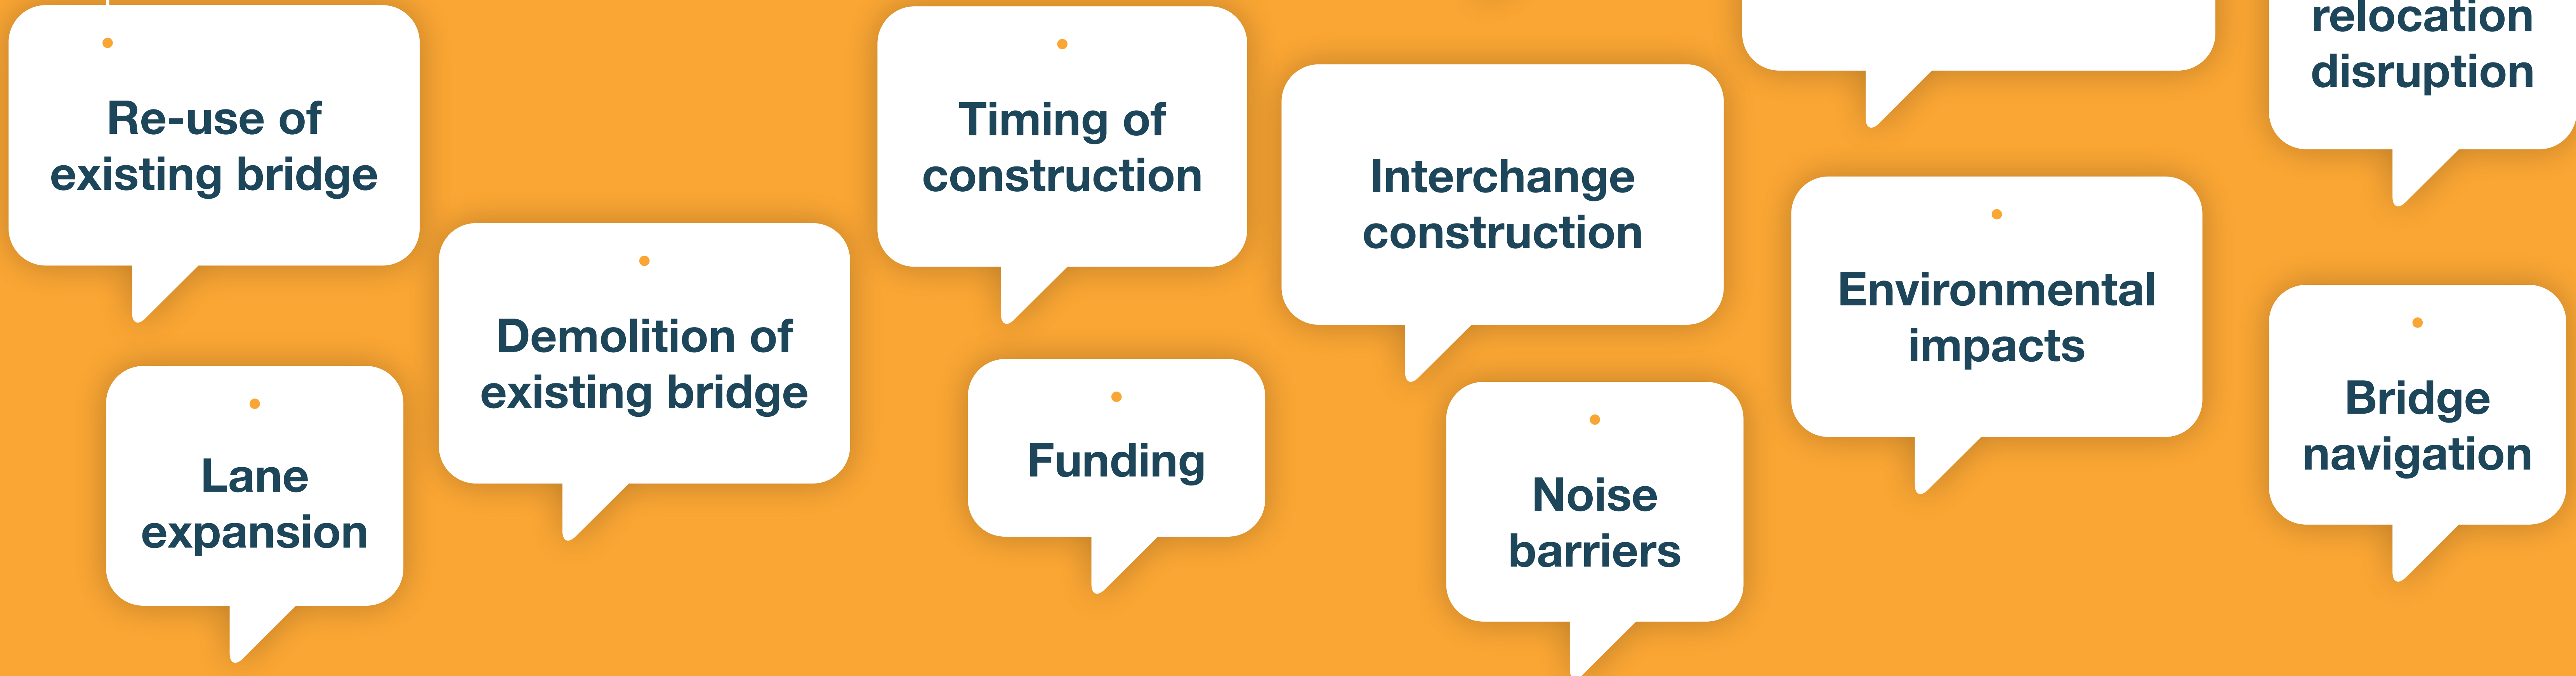 Re-use of
existing bridge
Lane
expansion
Demolition of
existing bridge
Timing of
construction
Funding
Interchange
construction
Noise
barriers
Environmental
impacts
relocation
disruption
Bridge
navigation